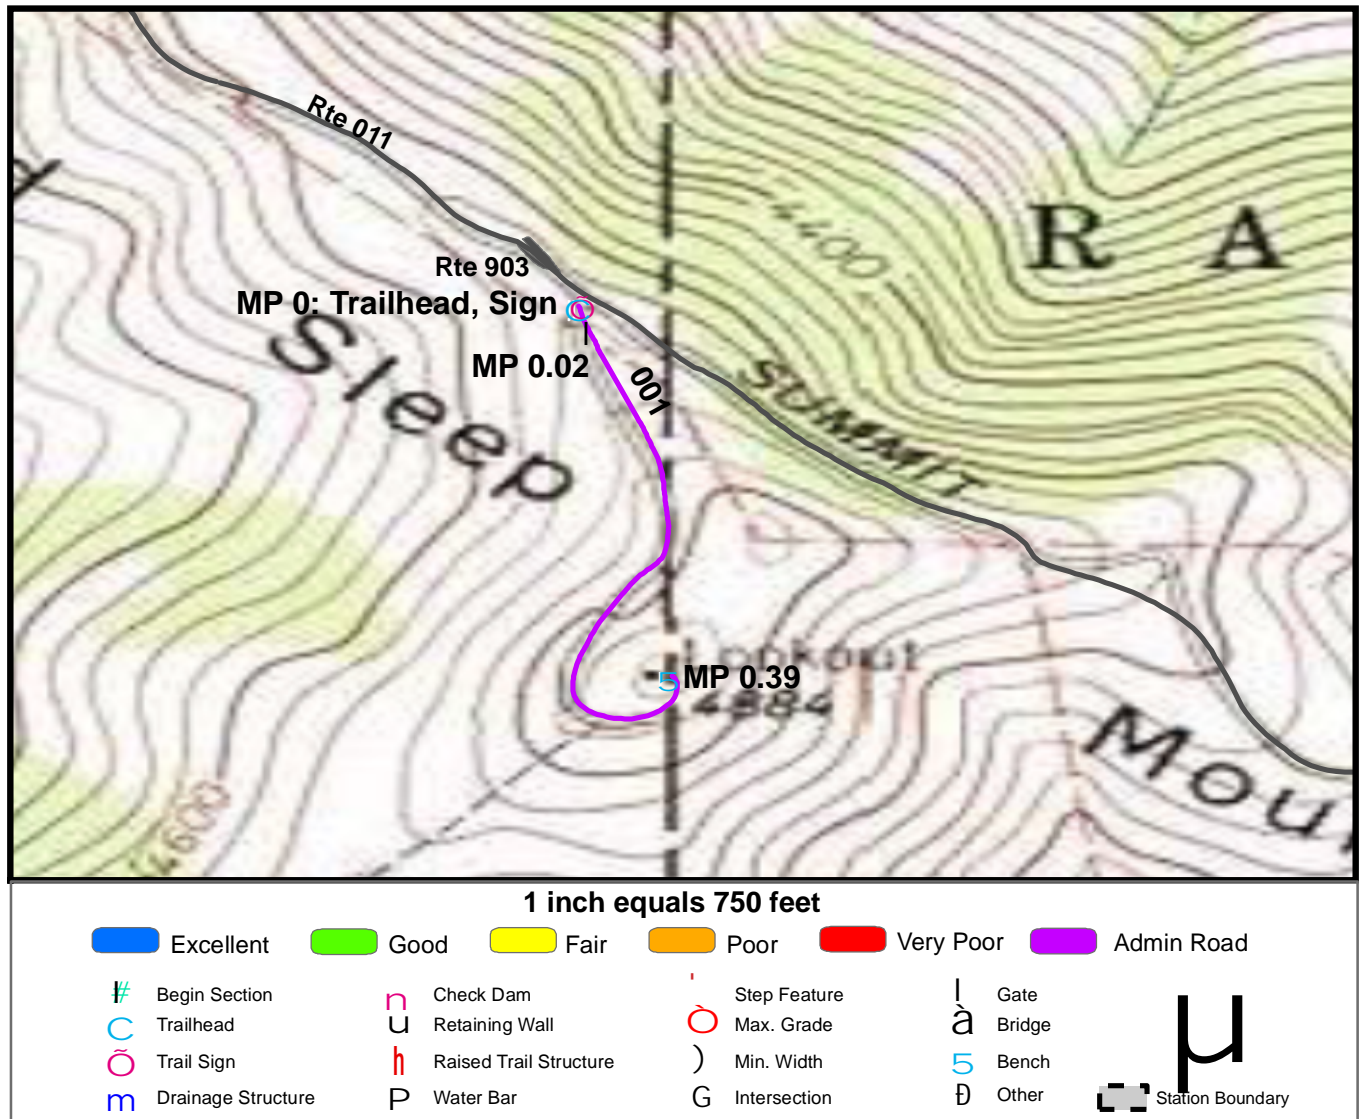 Rte 011
R A
4400
Rte 903
MP 0: Trailhead, Sign
MP 0.02
001
Sleep
SUMMIT
Lookout
MP 0.39
4884
Mou
4600
1 inch equals 750 feet
Excellent Good Fair Poor Very Poor Admin Road
# Begin Section n Check Dam ' Step Feature l Gate
C Trailhead u Retaining Wall Ò Max. Grade à Bridge
Õ Trail Sign h Raised Trail Structure ) Min. Width 5 Bench
m Drainage Structure P Water Bar G Intersection Ð Other
µ
Station Boundary